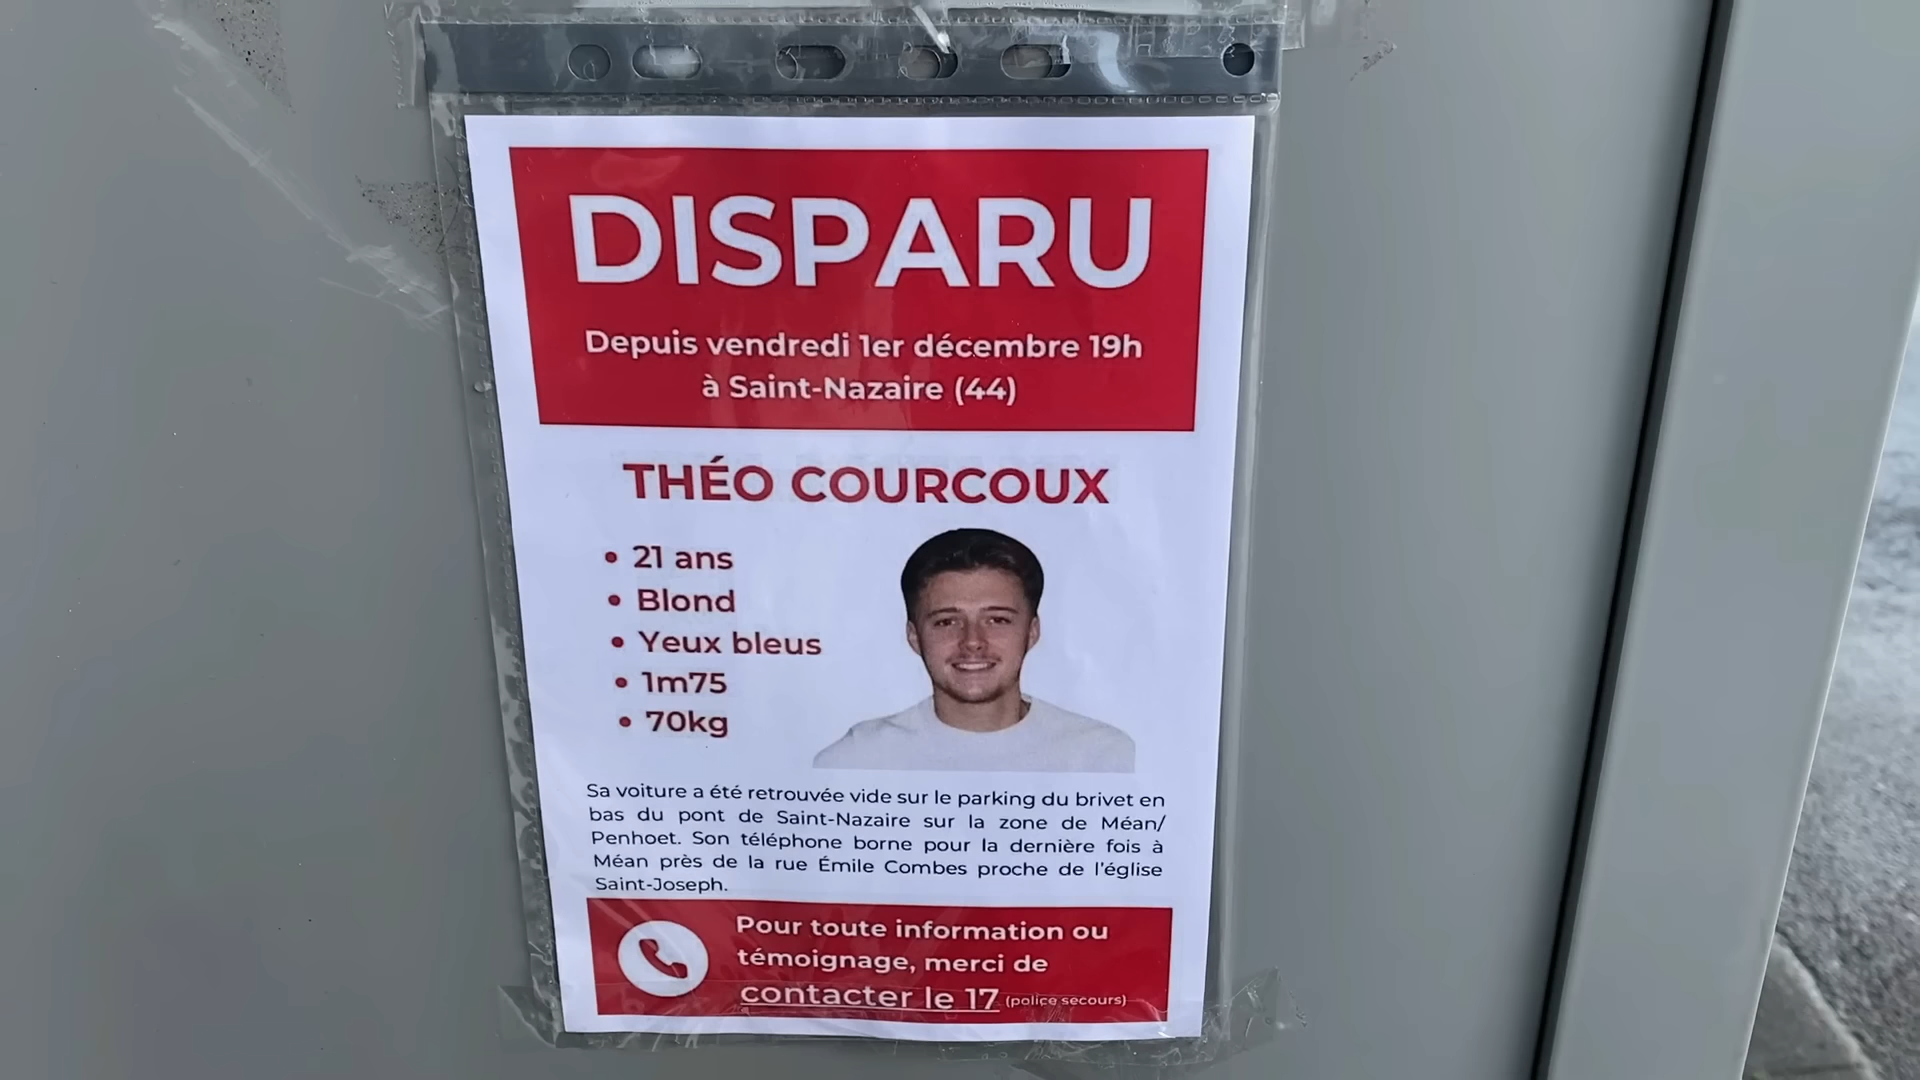 DISPARU
Depuis vendredi 1er décembre 19h
à Saint-Nazaire (44)
THÉO COURCOUX
• 21 ans
• Blond
• Yeux bleus
• 1m75
• 70kg
Sa voiture a été retrouvée vide sur le parking du brivet en
bas du pont de Saint-Nazaire sur la zone de Méan/
Penhoet. Son téléphone borne pour la dernière fois à
Méan près de la rue Émile Combes proche de l'église
Saint-Joseph.
Pour toute information ou
témoignage, merci de
contacter le 17 (police secours)